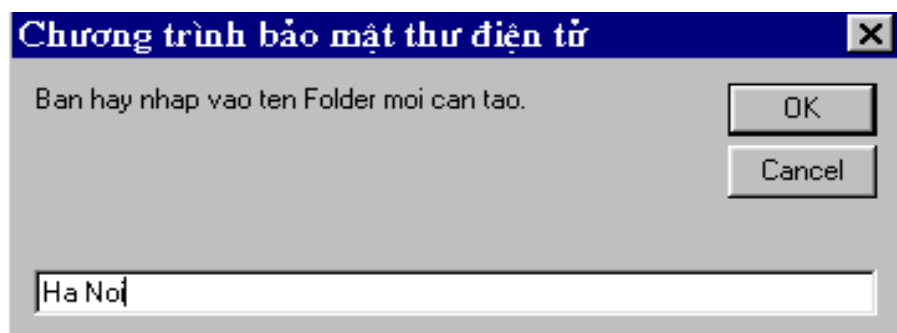 Chương trình bảo mật thư điện tử
Ban hay nhap vao ten Folder moi can tao.
OK
Cancel
Ha Noi